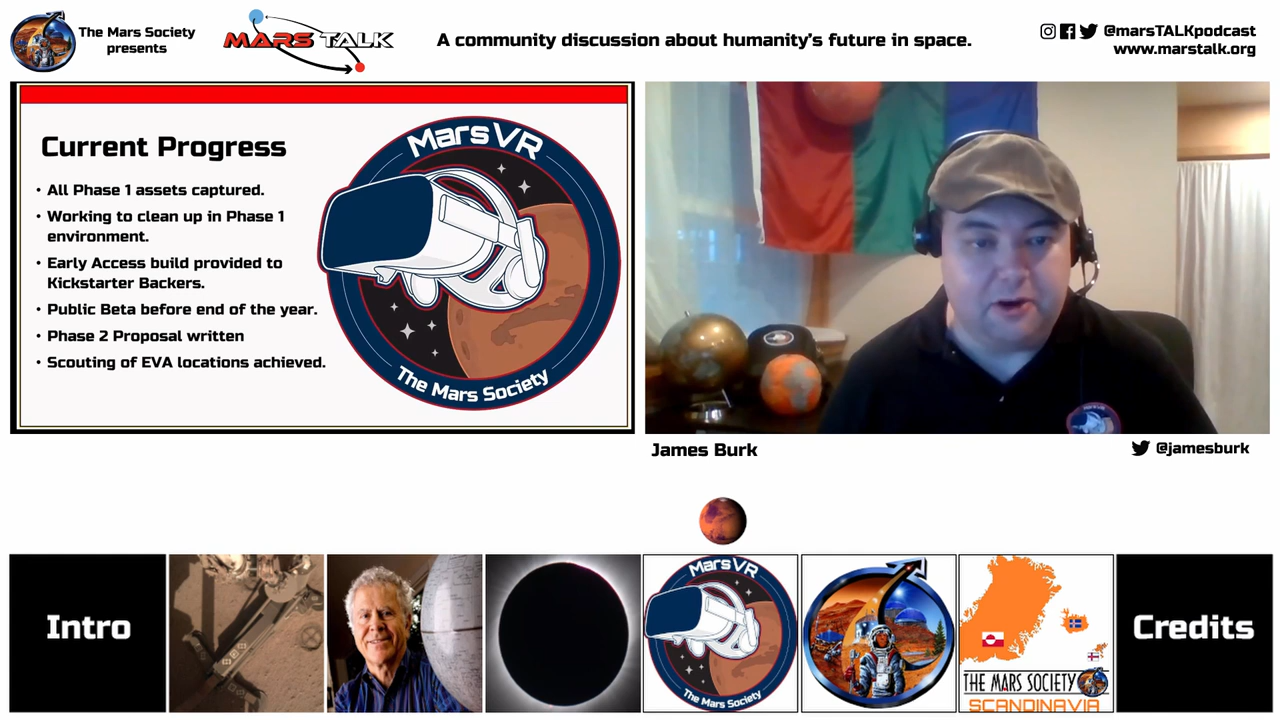 The Mars Society
presents
MARS TALK
A community discussion about humanity's future in space.
@marsTALKpodcast
www.marstalk.org
Current Progress
• All Phase 1 assets captured.
• Working to clean up in Phase 1
environment.
• Early Access build provided to
Kickstarter Backers.
• Public Beta before end of the year.
• Phase 2 Proposal written
• Scouting of EVA locations achieved.
MarsVR
The Mars Society
James Burk
@jamesburk
Intro
MarsVR
The Mars Society
THE MARS SOCIETY
SCANDINAVIA
Credits